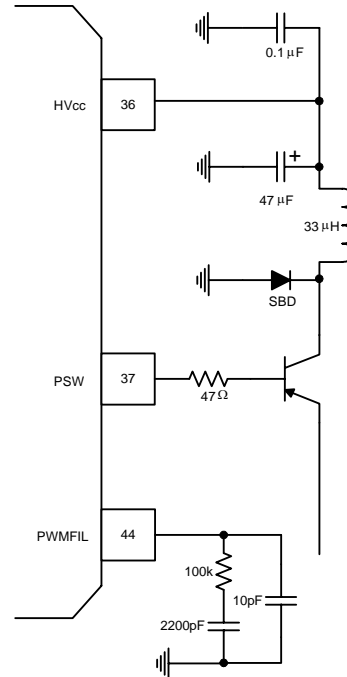 0.1 μF
HVcc
36
+
47 μF
33 μH
SBD
PSW
37
47Ω
PWMFIL
44
100k
10pF
2200pF